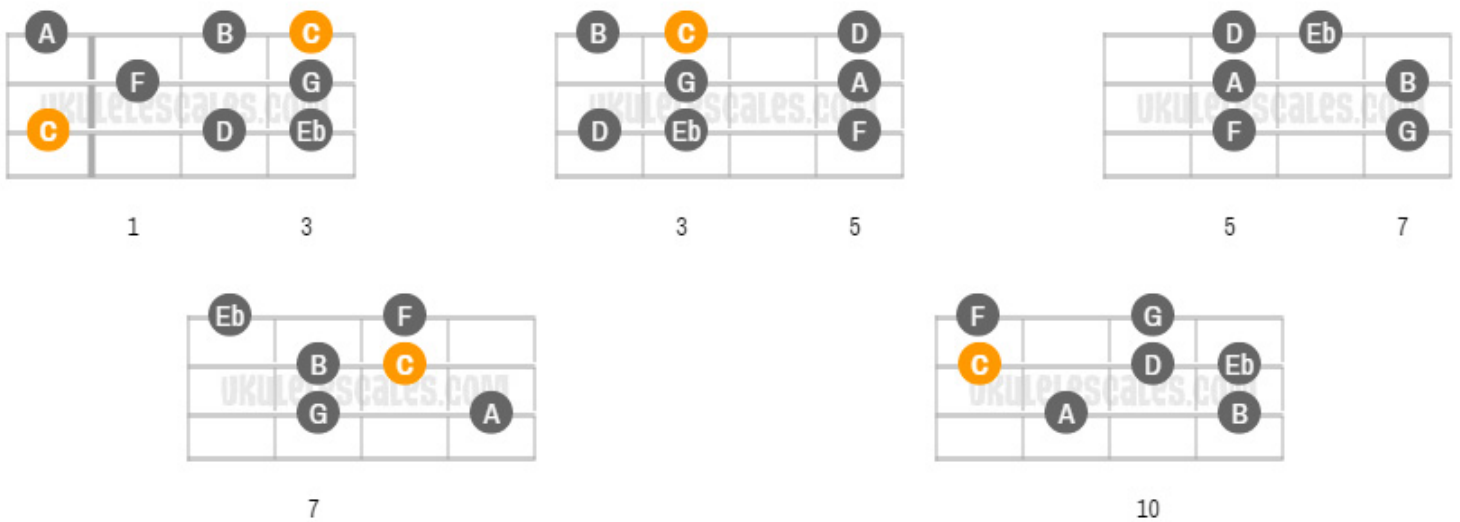 A B C B C D D Eb
F G G A A B
C D Eb D Eb F F G
ukulelescales.com ukulelescales.com ukulelescales.com
1 3 3 5 5 7
Eb F F G
B C C D Eb
G A A B
ukulelescales.com ukulelescales.com
7 10